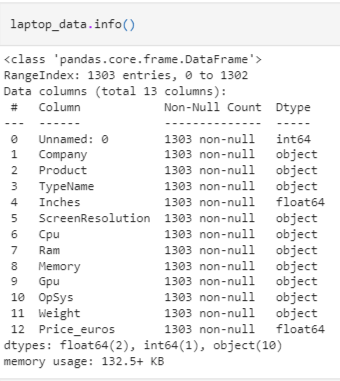 laptop_data.info()
<class 'pandas.core.frame.DataFrame'>
RangeIndex: 1303 entries, 0 to 1302
Data columns (total 13 columns):
 #   Column            Non-Null Count  Dtype
---  ------            --------------  -----
 0   Unnamed: 0        1303 non-null   int64
 1   Company           1303 non-null   object
 2   Product           1303 non-null   object
 3   TypeName          1303 non-null   object
 4   Inches            1303 non-null   float64
 5   ScreenResolution  1303 non-null   object
 6   Cpu               1303 non-null   object
 7   Ram               1303 non-null   object
 8   Memory            1303 non-null   object
 9   Gpu               1303 non-null   object
 10  OpSys             1303 non-null   object
 11  Weight            1303 non-null   object
 12  Price_euros       1303 non-null   float64
dtypes: float64(2), int64(1), object(10)
memory usage: 132.5+ KB